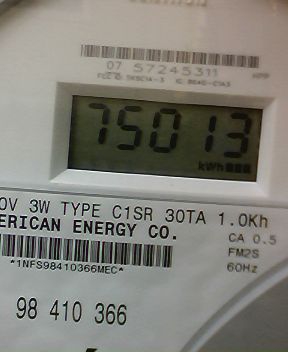 07 57245311
75013
kWh
0V 3W TYPE C1SR 30TA 1.0Kh
ERICAN ENERGY CO.
CA 0.5
FM2S
*1NFS98410366MEC*
60Hz
98 410 366